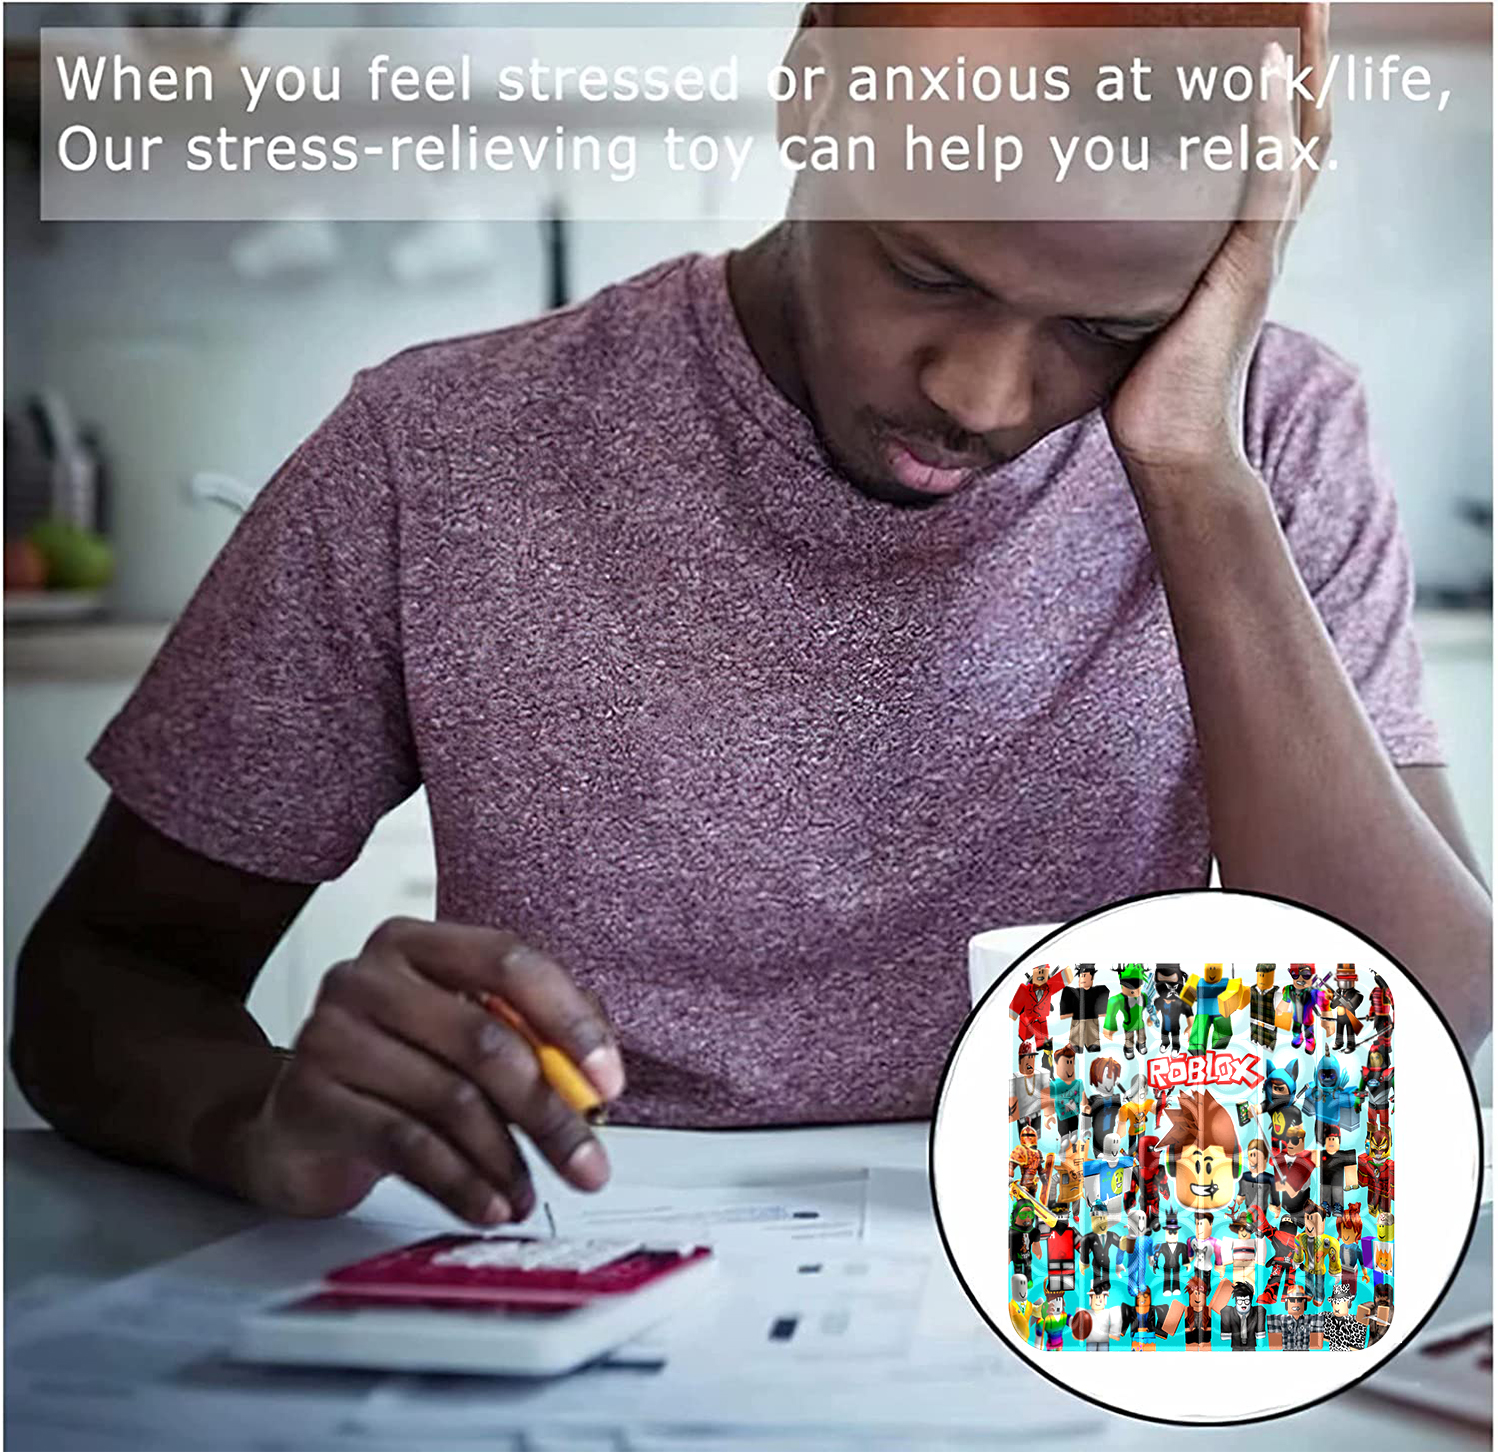 When you feel stressed or anxious at work/life,
Our stress-relieving toy can help you relax.
ROBLOX